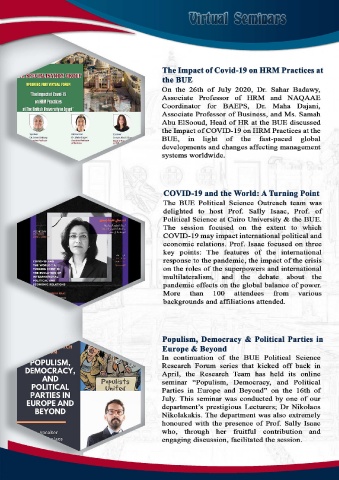 Virtual Seminars
The Impact of Covid-19 on HRM Practices at
the BUE
On the 26th of July 2020, Dr. Sahar Badawy,
Associate Professor of HRM and NAQAAE
Coordinator for BAEPS, Dr. Maha Dajani,
Associate Professor of Business, and Ms. Samah
Abu ElSooud, Head of HR at the BUE discussed
the Impact of COVID-19 on HRM Practices at the
BUE, in light of the fast-paced global
developments and changes affecting management
systems worldwide.
COVID-19 and the World: A Turning Point
The BUE Political Science Outreach team was
delighted to host Prof. Sally Isaac, Prof. of
Political Science at Cairo University & the BUE.
The session focused on the extent to which
COVID-19 may impact international political and
economic relations. Prof. Isaac focused on three
key points: The features of the international
response to the pandemic, the impact of the crisis
on the roles of the superpowers and international
multilateralism, and the debate about the
pandemic effects on the global balance of power.
More than 100 attendees from various
backgrounds and affiliations attended.
POPULISM,
DEMOCRACY,
AND
POLITICAL
PARTIES IN
EUROPE AND
BEYOND
Populists
United
Populism, Democracy & Political Parties in
Europe & Beyond
In continuation of the BUE Political Science
Research Forum series that kicked off back in
April, the Research Team has held its online
seminar "Populism, Democracy, and Political
Parties in Europe and Beyond" on the 16th of
July. This seminar was conducted by one of our
department's prestigious Lecturers; Dr Nikolaos
Nikolakakis. The department was also extremely
honoured with the presence of Prof. Sally Isaac
who, through her fruitful contribution and
engaging discussion, facilitated the session.